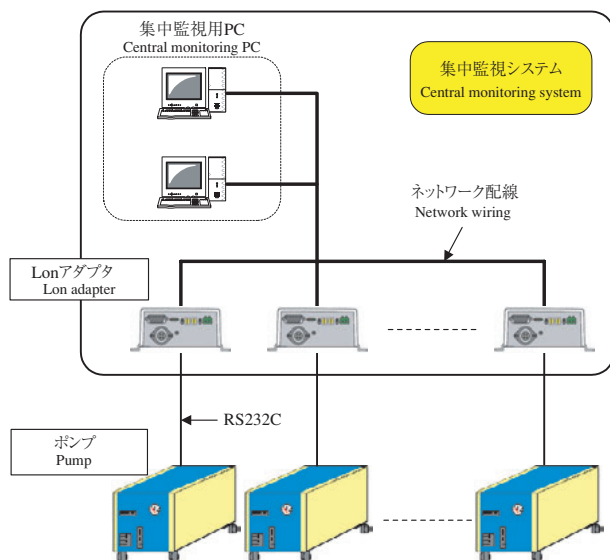 集中監視用PC
Central monitoring PC
集中監視システム
Central monitoring system
ネットワーク配線
Network wiring
Lonアダプタ
Lon adapter
RS232C
ポンプ
Pump